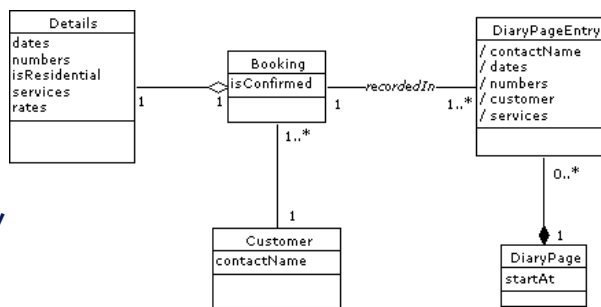 Details
dates
numbers
isResidential
services
rates
1
1
Booking
isConfirmed
1
recordedIn
1..*
DiaryPageEntry
/ contactName
/ dates
/ numbers
/ customer
/ services
1..*
1
Customer
contactName
0..*
1
DiaryPage
startAt